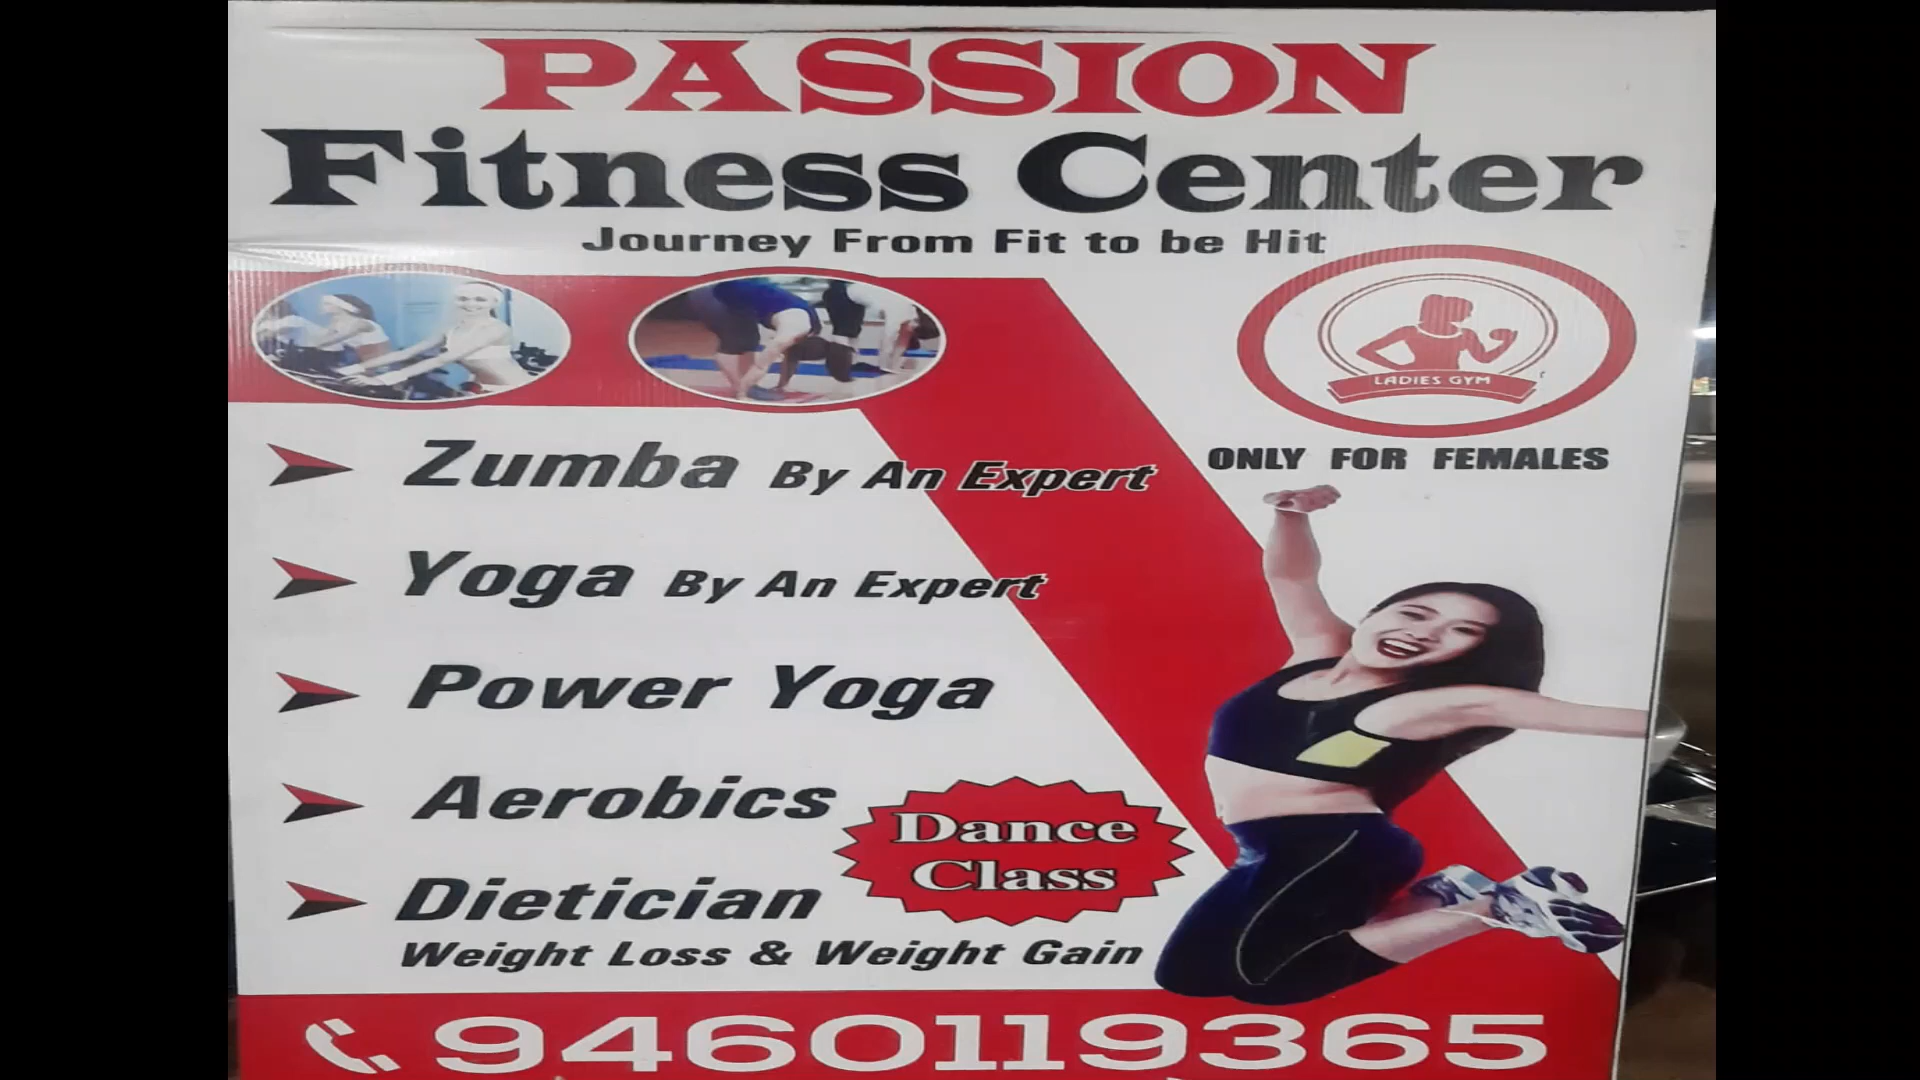 PASSION
Fitness Center
Journey From Fit to be Hit
LADIES GYM
ONLY FOR FEMALES
Zumba By An Expert
Yoga By An Expert
Power Yoga
Aerobics
Dance
Class
Dietician
Weight Loss & Weight Gain
9460119365